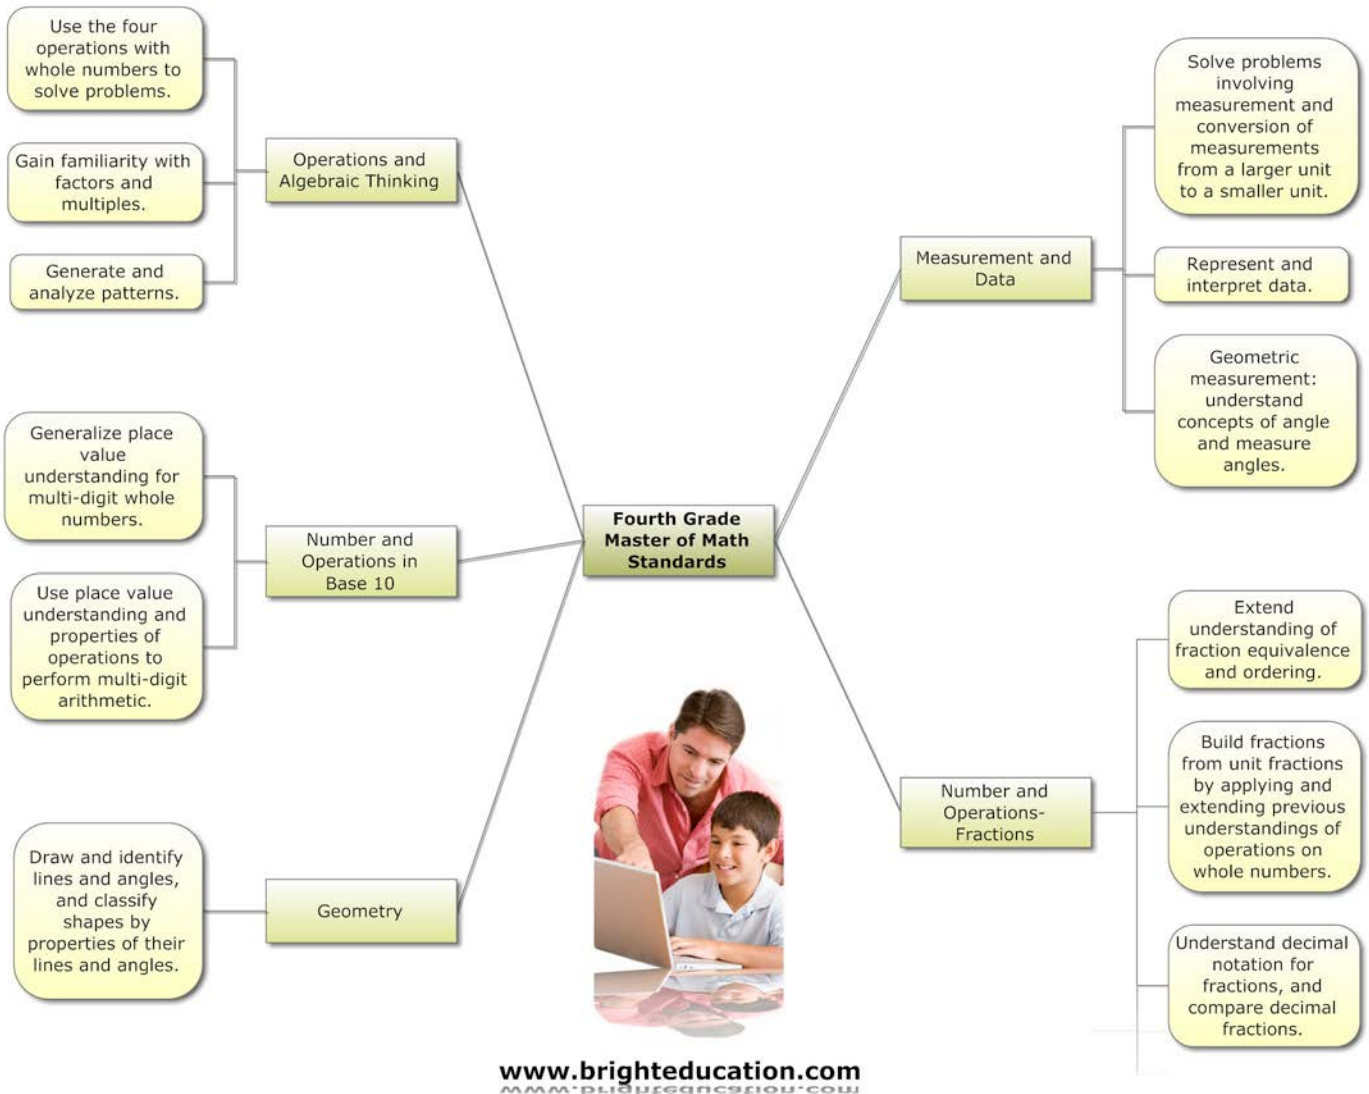 Use the four
operations with
whole numbers to
solve problems.
Gain familiarity with
factors and
multiples.
Generate and
analyze patterns.
Operations and
Algebraic Thinking
Generalize place
value
understanding for
multi-digit whole
numbers.
Use place value
understanding and
properties of
operations to
perform multi-digit
arithmetic.
Number and
Operations in
Base 10
Draw and identify
lines and angles,
and classify
shapes by
properties of their
lines and angles.
Geometry
Fourth Grade
Master of Math
Standards
Measurement and
Data
Solve problems
involving
measurement and
conversion of
measurements
from a larger unit
to a smaller unit.
Represent and
interpret data.
Geometric
measurement:
understand
concepts of angle
and measure
angles.
Number and
Operations-
Fractions
Extend
understanding of
fraction equivalence
and ordering.
Build fractions
from unit fractions
by applying and
extending previous
understandings of
operations on
whole numbers.
Understand decimal
notation for
fractions, and
compare decimal
fractions.
www.brighteducation.com